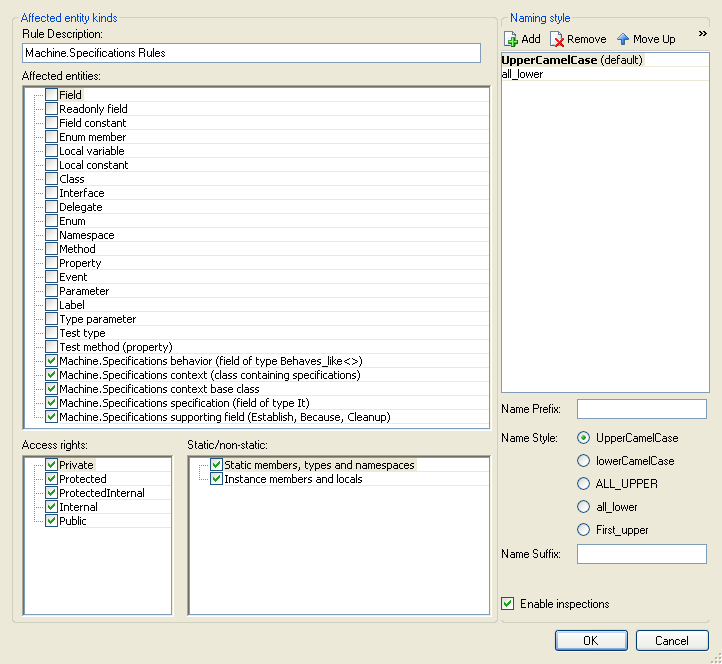 Affected entity kinds
Rule Description:
Machine.Specifications Rules
Affected entities:
Field
Readonly field
Field constant
Enum member
Local variable
Local constant
Class
Interface
Delegate
Enum
Namespace
Method
Property
Event
Parameter
Label
Type parameter
Test type
Test method (property)
Machine.Specifications behavior (field of type Behaves_like<>)
Machine.Specifications context (class containing specifications)
Machine.Specifications context base class
Machine.Specifications specification (field of type It)
Machine.Specifications supporting field (Establish, Because, Cleanup)
Access rights:
Private
Protected
ProtectedInternal
Internal
Public
Static/non-static:
Static members, types and namespaces
Instance members and locals
Naming style
Add Remove Move Up »
UpperCamelCase (default)
all_lower
Name Prefix:
Name Style:
UpperCamelCase
lowerCamelCase
ALL_UPPER
all_lower
First_upper
Name Suffix:
Enable inspections
OK Cancel